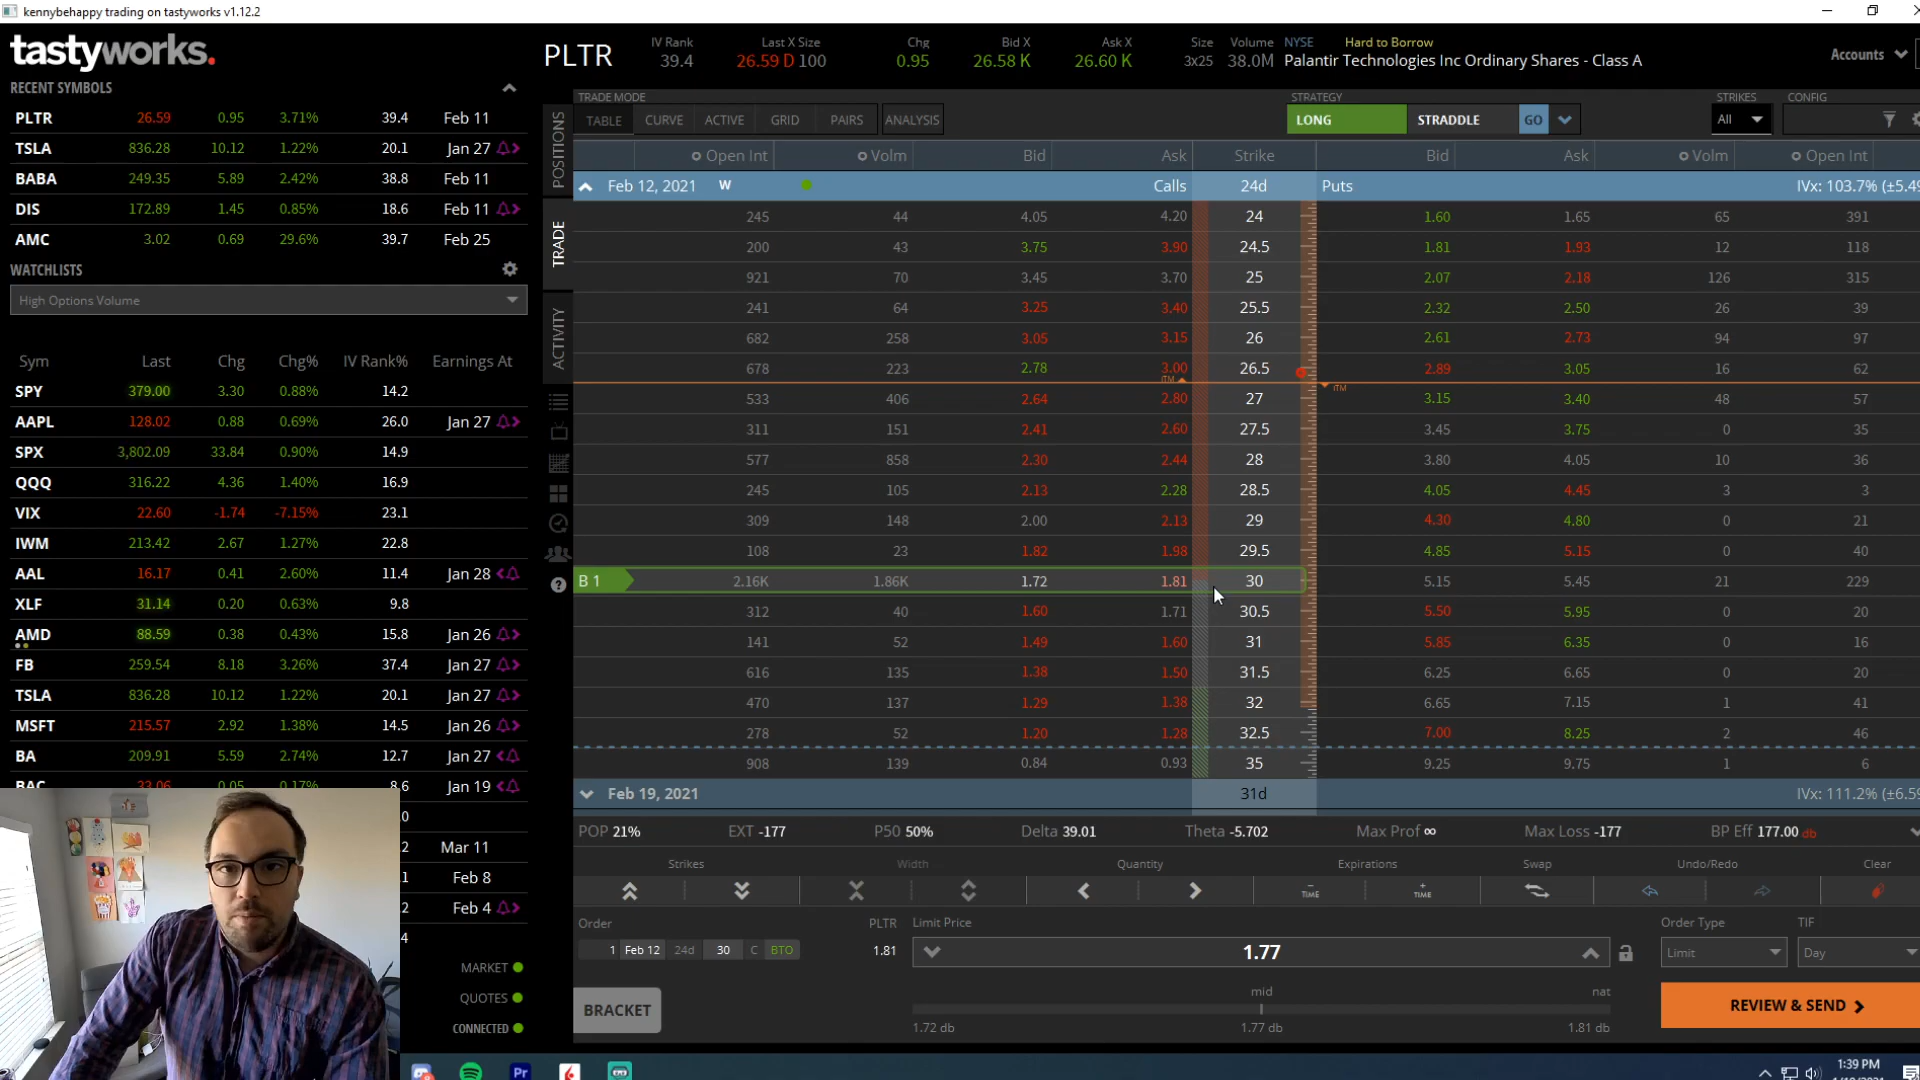 kennybehappy trading on tastyworks v1.12.2
tastyworks.
PLTR
IV Rank
39.4
Last X Size
26.59 D 100
Chg
0.95
Bid X
26.58 K
Ask X
26.60 K
Size
3x25
Volume
38.0M
NYSE
Hard to Borrow
Palantir Technologies Inc Ordinary Shares - Class A
Accounts
RECENT SYMBOLS
PLTR 26.59 0.95 3.71% 39.4 Feb 11
TSLA 836.28 10.12 1.22% 20.1 Jan 27
BABA 249.35 5.89 2.42% 38.8 Feb 11
DIS 172.89 1.45 0.85% 18.6 Feb 11
AMC 3.02 0.69 29.6% 39.7 Feb 25
WATCHLISTS
High Options Volume
Sym Last Chg Chg% IV Rank% Earnings At
SPY 379.00 3.30 0.88% 14.2
AAPL 128.02 0.88 0.69% 26.0 Jan 27
SPX 3,802.09 33.84 0.90% 14.9
QQQ 316.22 4.36 1.40% 16.9
VIX 22.60 -1.74 -7.15% 23.1
IWM 213.42 2.67 1.27% 22.8
AAL 16.17 0.41 2.60% 11.4 Jan 28
XLF 31.14 0.20 0.63% 9.8
AMD 88.59 0.38 0.43% 15.8 Jan 26
FB 259.54 8.18 3.26% 37.4 Jan 27
TSLA 836.28 10.12 1.22% 20.1 Jan 27
MSFT 215.57 2.92 1.38% 14.5 Jan 26
BA 209.91 5.59 2.74% 12.7 Jan 27
BAC 33.06 0.05 0.17% 8.6 Jan 19
Mar 11
Feb 8
Feb 4
MARKET
QUOTES
CONNECTED
POSITIONS
TRADE
ACTIVITY
TRADE MODE
TABLE CURVE ACTIVE GRID PAIRS ANALYSIS
STRATEGY
LONG STRADDLE GO
STRIKES
All
CONFIG
Open Int Volm Bid Ask Strike Bid Ask Volm Open Int
Feb 12, 2021 W Calls 24d Puts IVx: 103.7% (±5.49
245 44 4.05 4.20 24 1.60 1.65 65 391
200 43 3.75 3.90 24.5 1.81 1.93 12 118
921 70 3.45 3.70 25 2.07 2.18 126 315
241 64 3.25 3.40 25.5 2.32 2.50 26 39
682 258 3.05 3.15 26 2.61 2.73 94 97
678 223 2.78 3.00 26.5 2.89 3.05 16 62
ITM ITM
533 406 2.64 2.80 27 3.15 3.40 48 57
311 151 2.41 2.60 27.5 3.45 3.75 0 35
577 858 2.30 2.44 28 3.80 4.05 10 36
245 105 2.13 2.28 28.5 4.05 4.45 3 3
309 148 2.00 2.13 29 4.30 4.80 0 21
108 23 1.82 1.98 29.5 4.85 5.15 0 40
B 1 2.16K 1.86K 1.72 1.81 30 5.15 5.45 21 229
312 40 1.60 1.71 30.5 5.50 5.95 0 20
141 52 1.49 1.60 31 5.85 6.35 0 16
616 135 1.38 1.50 31.5 6.25 6.65 0 20
470 137 1.29 1.38 32 6.65 7.15 1 41
278 52 1.20 1.28 32.5 7.00 8.25 2 46
908 139 0.84 0.93 35 9.25 9.75 1 6
Feb 19, 2021 31d IVx: 111.2% (±6.59
POP 21% EXT -177 P50 50% Delta 39.01 Theta -5.702 Max Prof ∞ Max Loss -177 BP Eff 177.00 db
Strikes Width Quantity Expirations Swap Undo/Redo Clear
TIME TIME
Order PLTR Limit Price Order Type TIF
1 Feb 12 24d 30 C BTO 1.81 1.77 Limit Day
BRACKET
mid nat
1.72 db 1.77 db 1.81 db
REVIEW & SEND
Pr
1:39 PM